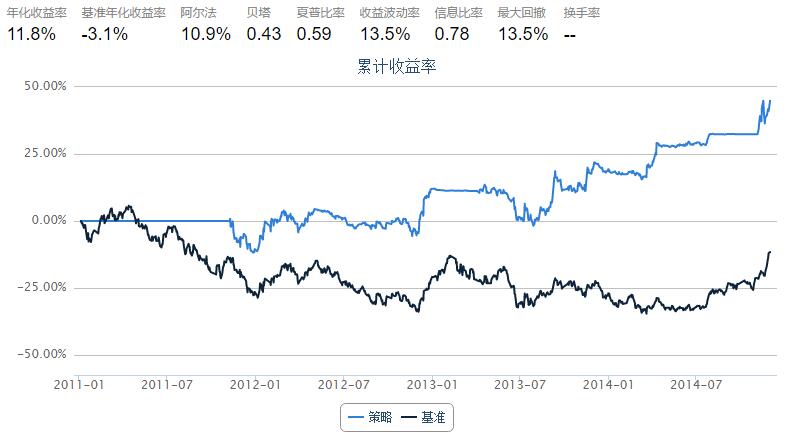 年化收益率 基准年化收益率 阿尔法 贝塔 夏普比率 收益波动率 信息比率 最大回撤 换手率
11.8% -3.1% 10.9% 0.43 0.59 13.5% 0.78 13.5% --
累计收益率
50.00%
25.00%
0.00%
-25.00%
-50.00%
2011-01 2011-07 2012-01 2012-07 2013-01 2013-07 2014-01 2014-07
策略 基准